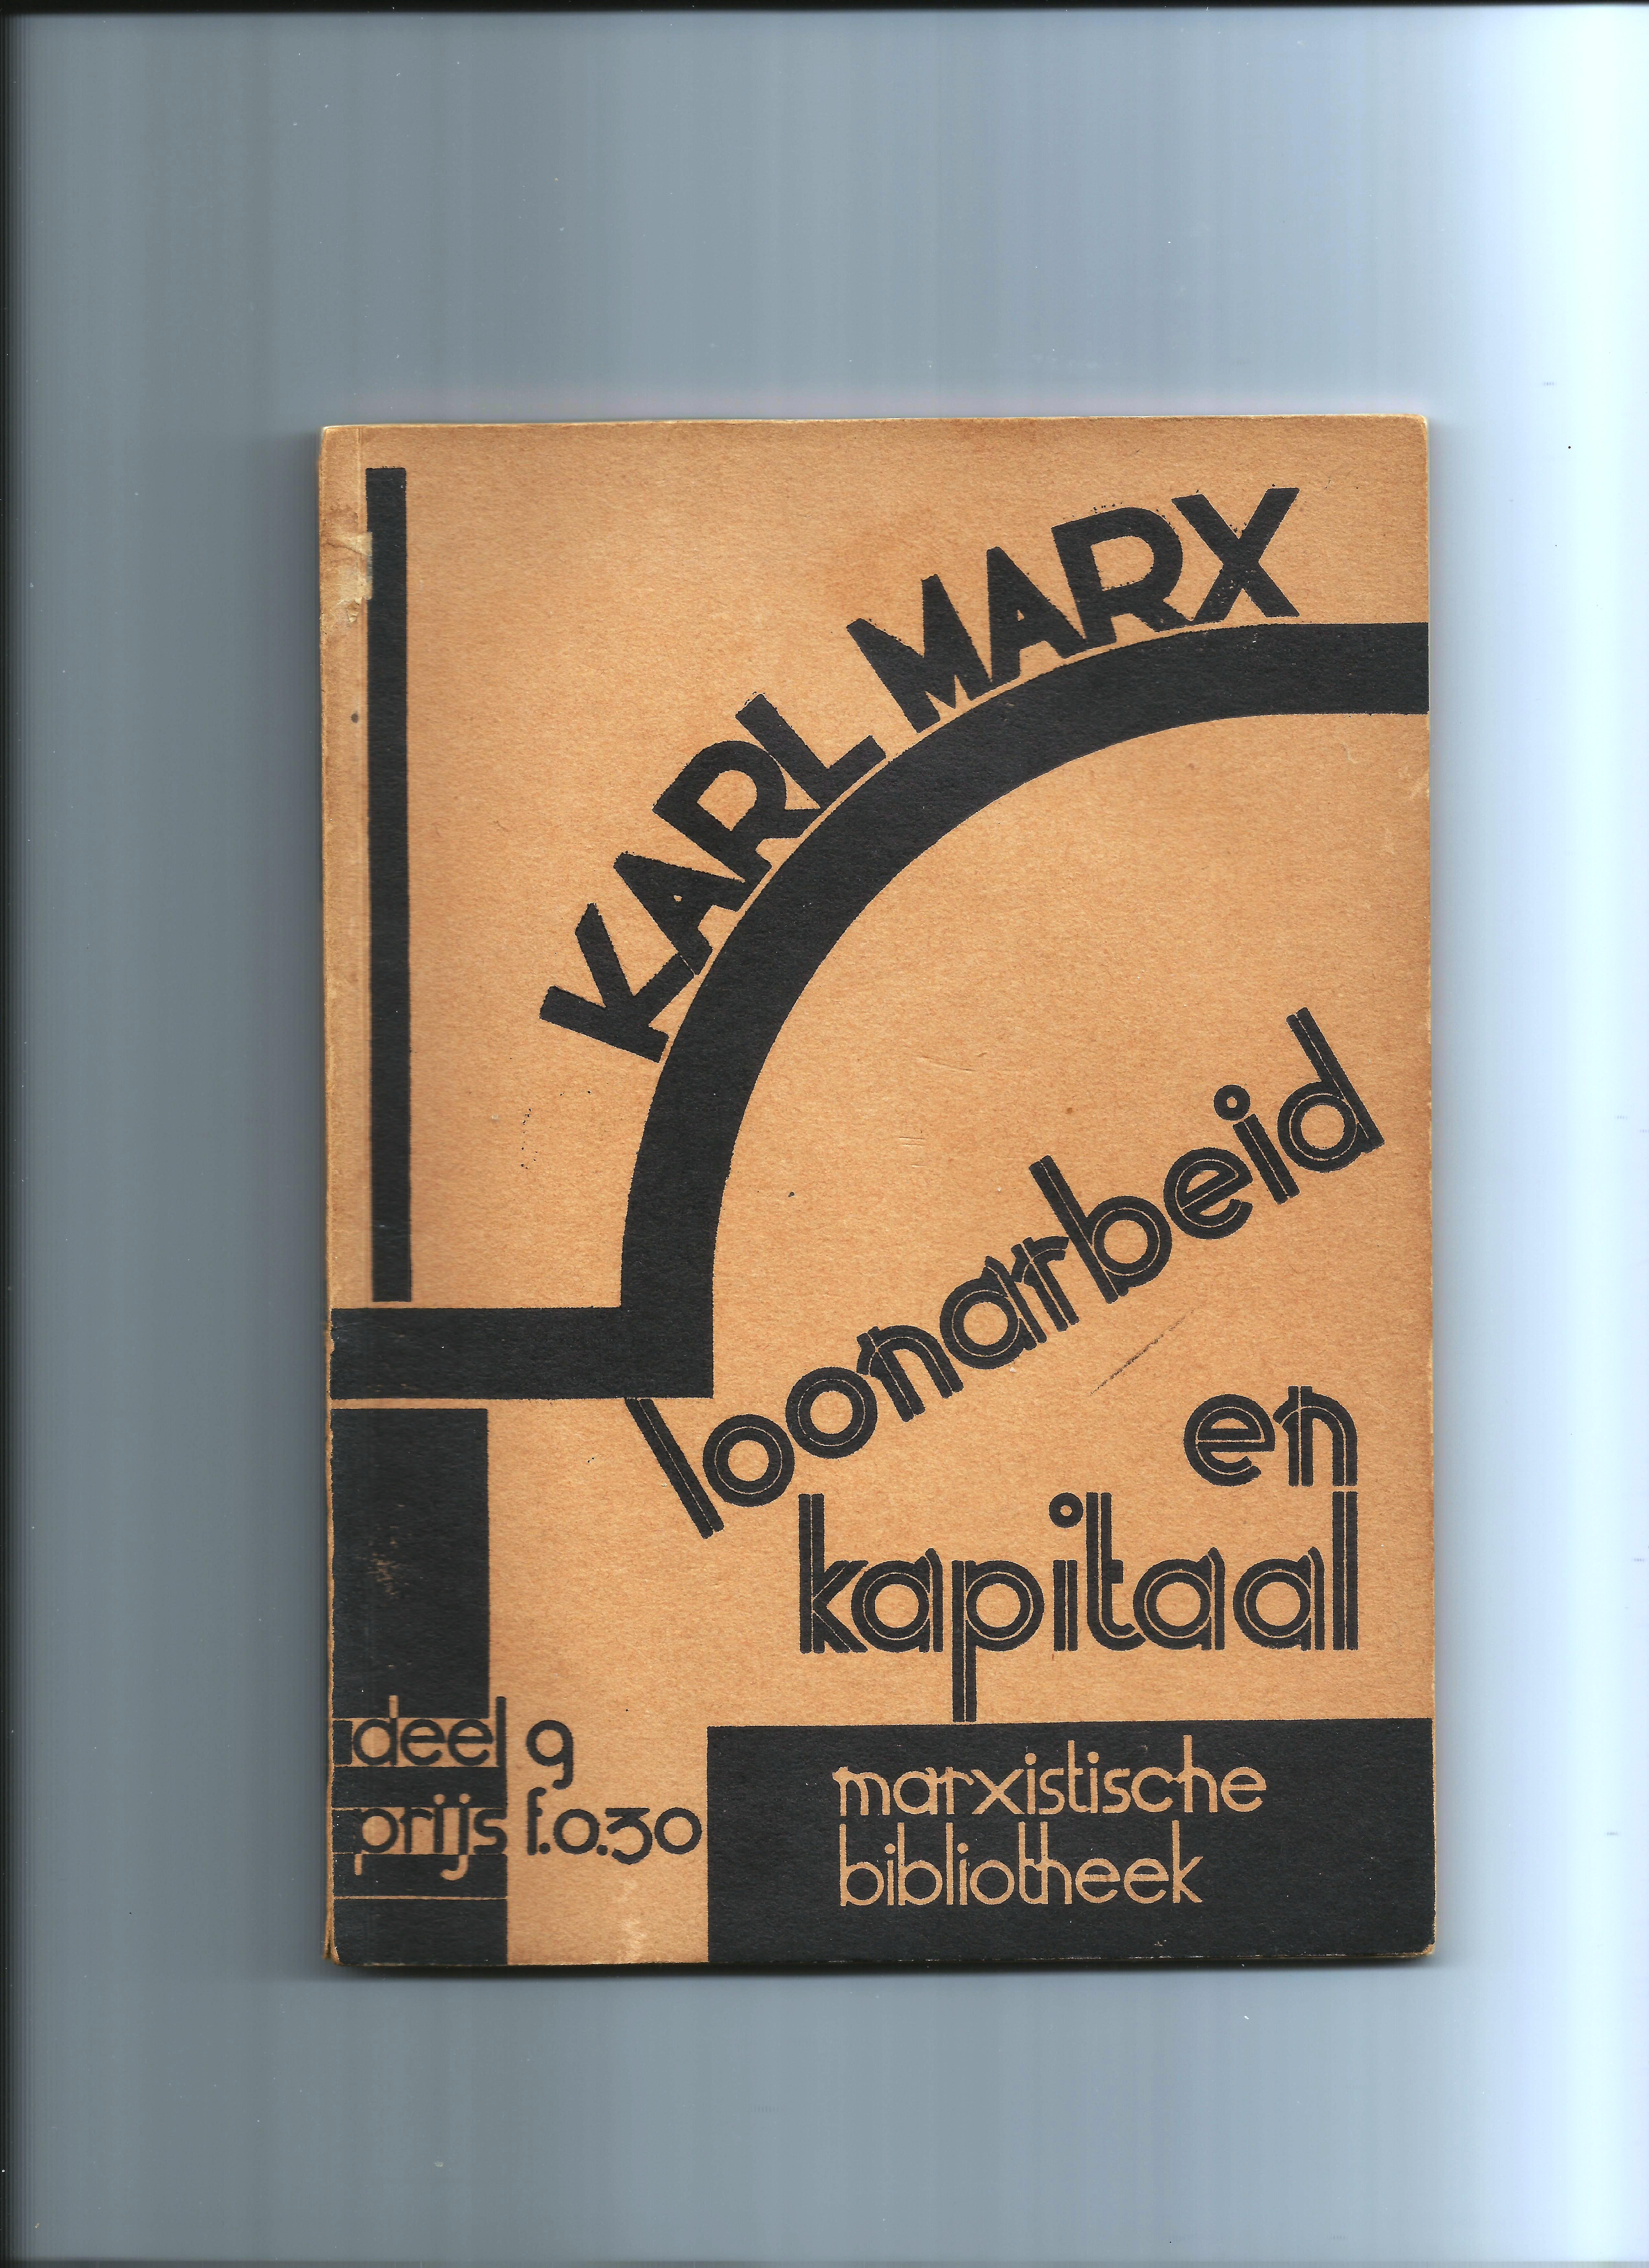 KARL MARX
loonarbeid
en
kapitaal
deel 9
prijs f.0.30
marxistische
bibliotheek